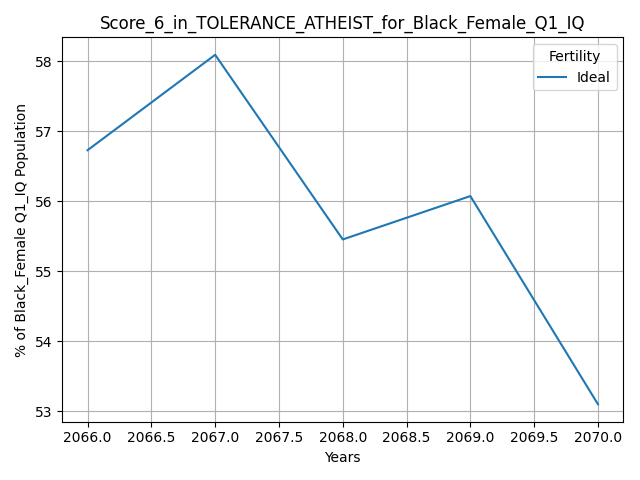 Score_6_in_TOLERANCE_ATHEIST_for_Black_Female_Q1_IQ
Fertility
Ideal
% of Black_Female Q1_IQ Population
58
57
56
55
54
53
2066.0 2066.5 2067.0 2067.5 2068.0 2068.5 2069.0 2069.5 2070.0
Years